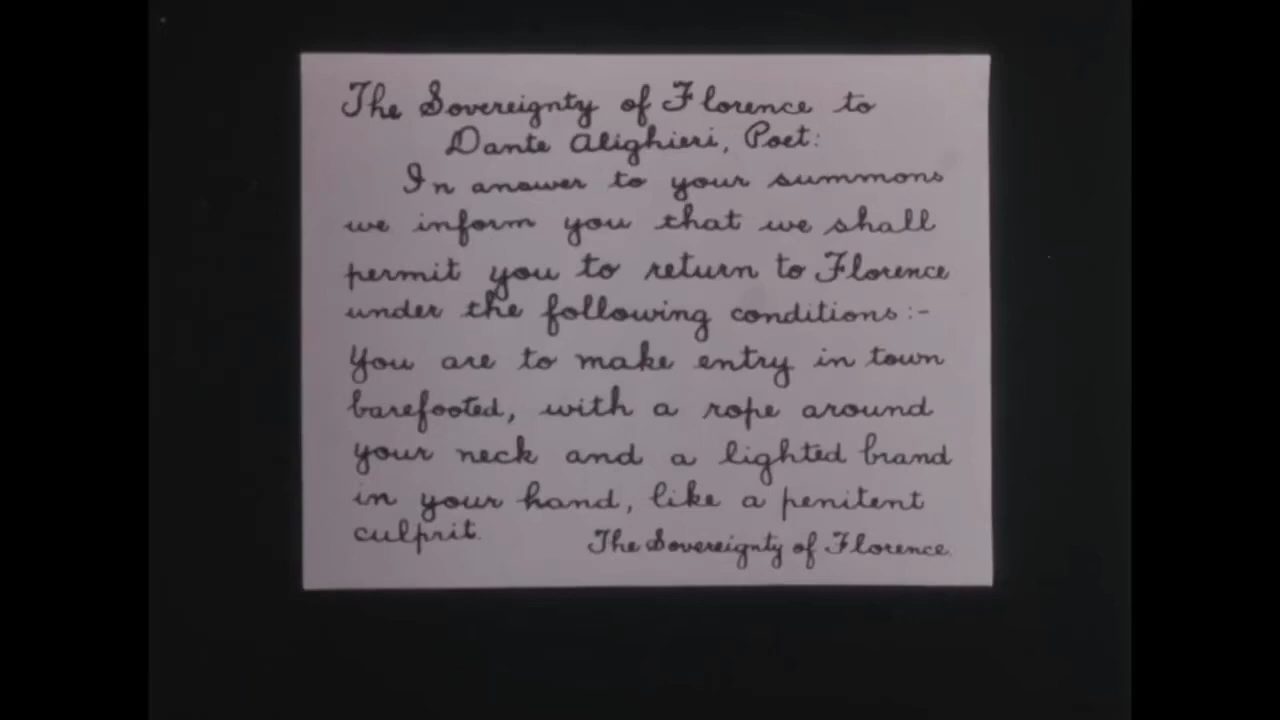 The Sovereignty of Florence to
Dante Alighieri, Poet:
In answer to your summons
we inform you that we shall
permit you to return to Florence
under the following conditions:-
You are to make entry in town
barefooted, with a rope around
your neck and a lighted brand
in your hand, like a penitent
culprit.
The Sovereignty of Florence.